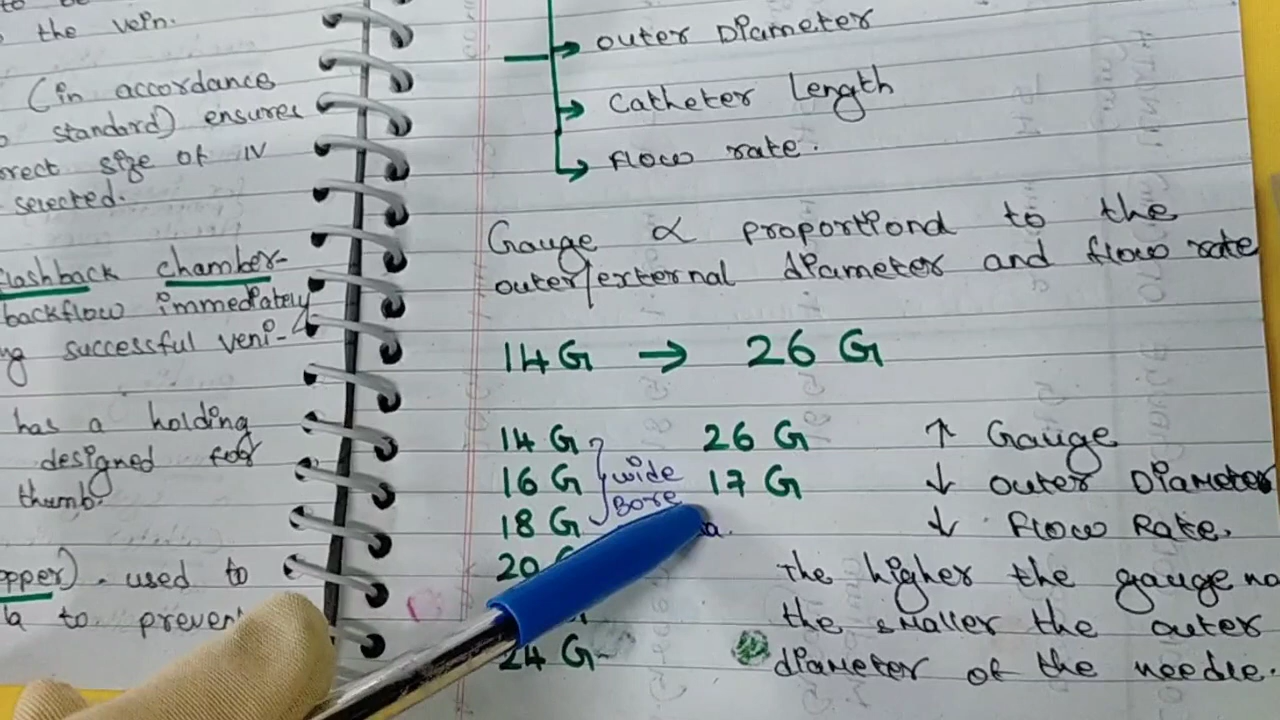 the vein.
(in accordance
standard) ensures
size of IV
selected.
flashback chamber-
backflow immediately
successful veni-
has a holding
designed for
thumb.
used to
to prevent
outer Diameter
Catheter Length
flow rate.
Gauge ∝ proportiond to the
outer/external diameter and flow rate
14 G → 26 G
14 G 26 G ↑ Gauge
16 G wide 17 G ↓ outer Diameter
18 G Bore ↓ flow Rate.
20
24 G
the higher the gauge no
the smaller the outer
diameter of the needle.